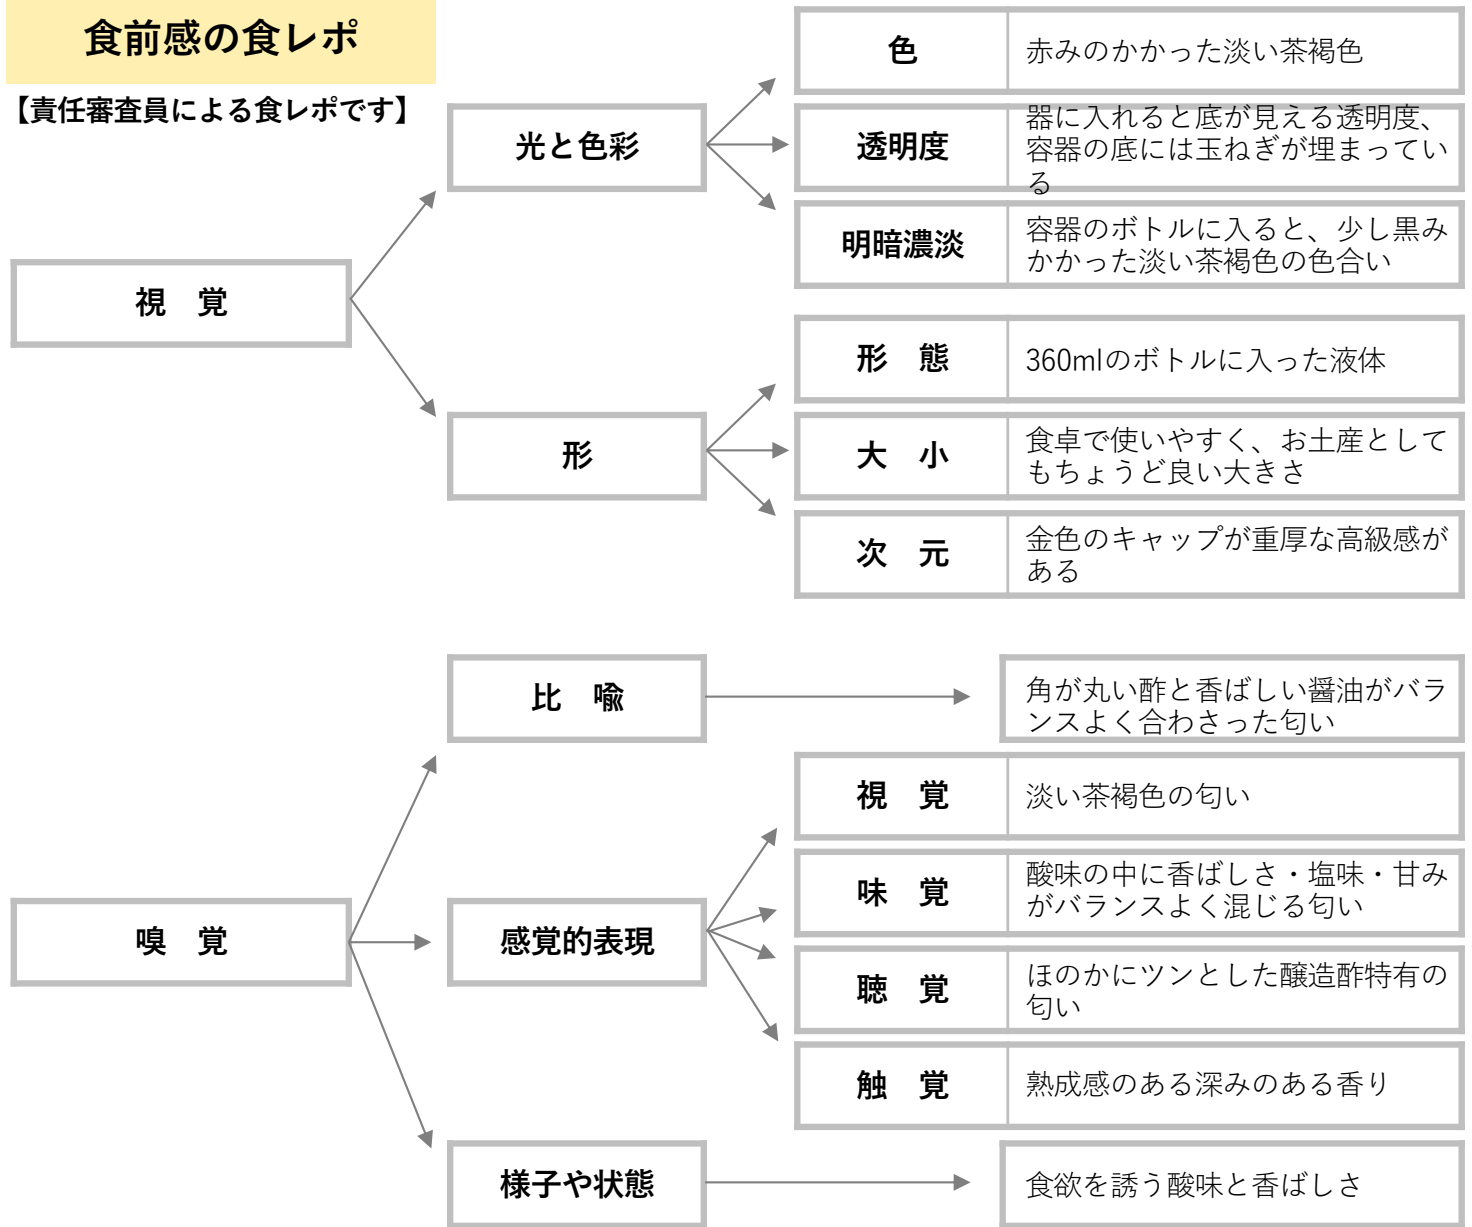 食前感の食レポ
【責任審査員による食レポです】
視　覚
光と色彩
色
赤みのかかった淡い茶褐色
透明度
器に入れると底が見える透明度、
容器の底には玉ねぎが埋まってい
る
明暗濃淡
容器のボトルに入ると、少し黒み
かかった淡い茶褐色の色合い
形
形　態
360mlのボトルに入った液体
大　小
食卓で使いやすく、お土産として
もちょうど良い大きさ
次　元
金色のキャップが重厚な高級感が
ある
嗅　覚
比　喩
角が丸い酢と香ばしい醤油がバラ
ンスよく合わさった匂い
感覚的表現
視　覚
淡い茶褐色の匂い
味　覚
酸味の中に香ばしさ・塩味・甘み
がバランスよく混じる匂い
聴　覚
ほのかにツンとした醸造酢特有の
匂い
触　覚
熟成感のある深みのある香り
様子や状態
食欲を誘う酸味と香ばしさ